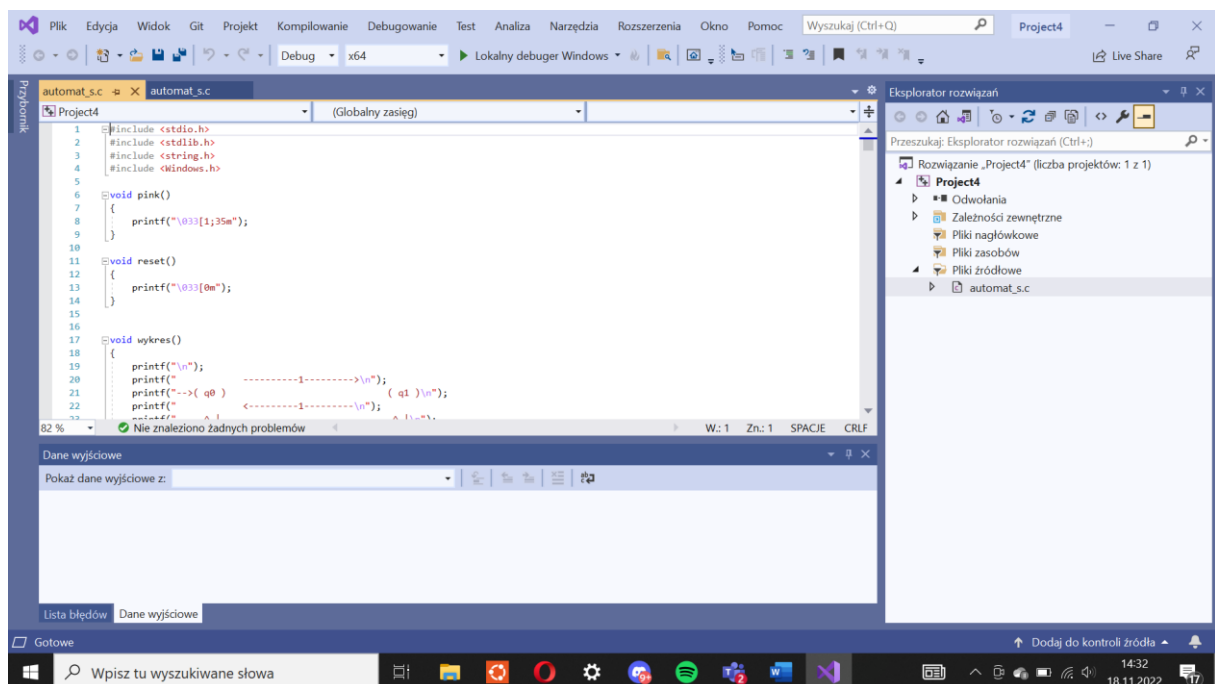 Plik Edycja Widok Git Projekt Kompilowanie Debugowanie Test Analiza Narzędzia Rozszerzenia Okno Pomoc Wyszukaj (Ctrl+Q) Project4
Debug x64 Lokalny debuger Windows Live Share
Przybornik
automat_s.c automat_s.c
Project4 (Globalny zasięg)
1 #include <stdio.h>
2 #include <stdlib.h>
3 #include <string.h>
4 #include <Windows.h>
5
6 void pink()
7 {
8 printf("\033[1;35m");
9 }
10
11 void reset()
12 {
13 printf("\033[0m");
14 }
15
16
17 void wykres()
18 {
19 printf("\n");
20 printf("          ---------1--------->\n");
21 printf("-->( q0 )                       ( q1 )\n");
22 printf("          <---------1---------\n");
82 % Nie znaleziono żadnych problemów W.: 1 Zn.: 1 SPACJE CRLF
Dane wyjściowe
Pokaż dane wyjściowe z:
Lista błędów Dane wyjściowe
Eksplorator rozwiązań
Przeszukaj: Eksplorator rozwiązań (Ctrl+;)
Rozwiązanie „Project4” (liczba projektów: 1 z 1)
Project4
Odwołania
Zależności zewnętrzne
Pliki nagłówkowe
Pliki zasobów
Pliki źródłowe
automat_s.c
Gotowe Dodaj do kontroli źródła
Wpisz tu wyszukiwane słowa
14:32
18.11.2022
17